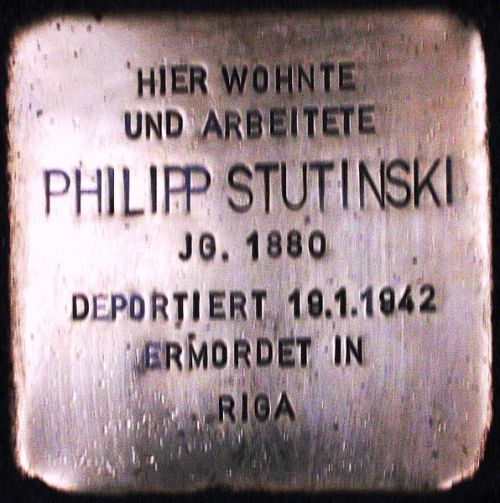 HIER WOHNTE
UND ARBEITETE
PHILIPP STUTINSKI
JG. 1880
DEPORTIERT 19.1.1942
ERMORDET IN
RIGA